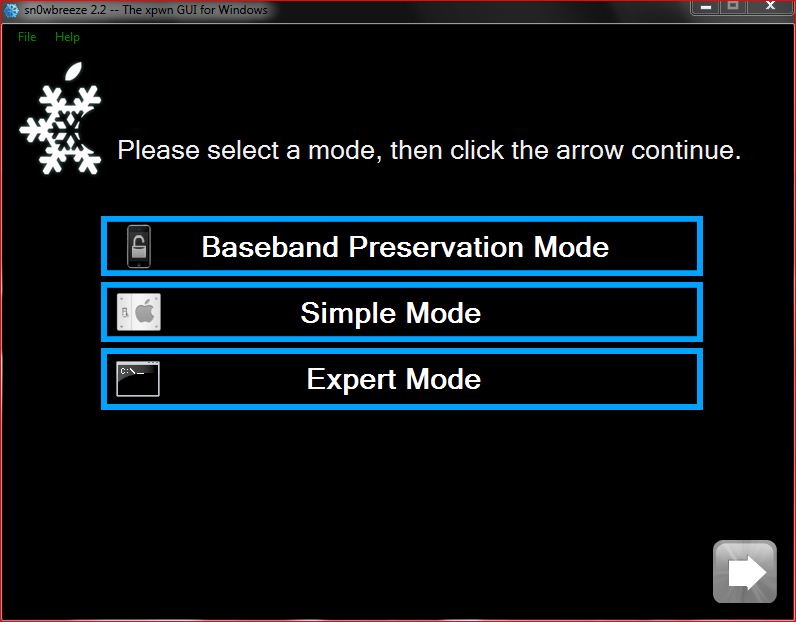 sn0wbreeze 2.2 -- The xpwn GUI for Windows
File Help
Please select a mode, then click the arrow continue.
Baseband Preservation Mode
Simple Mode
C:\_
Expert Mode